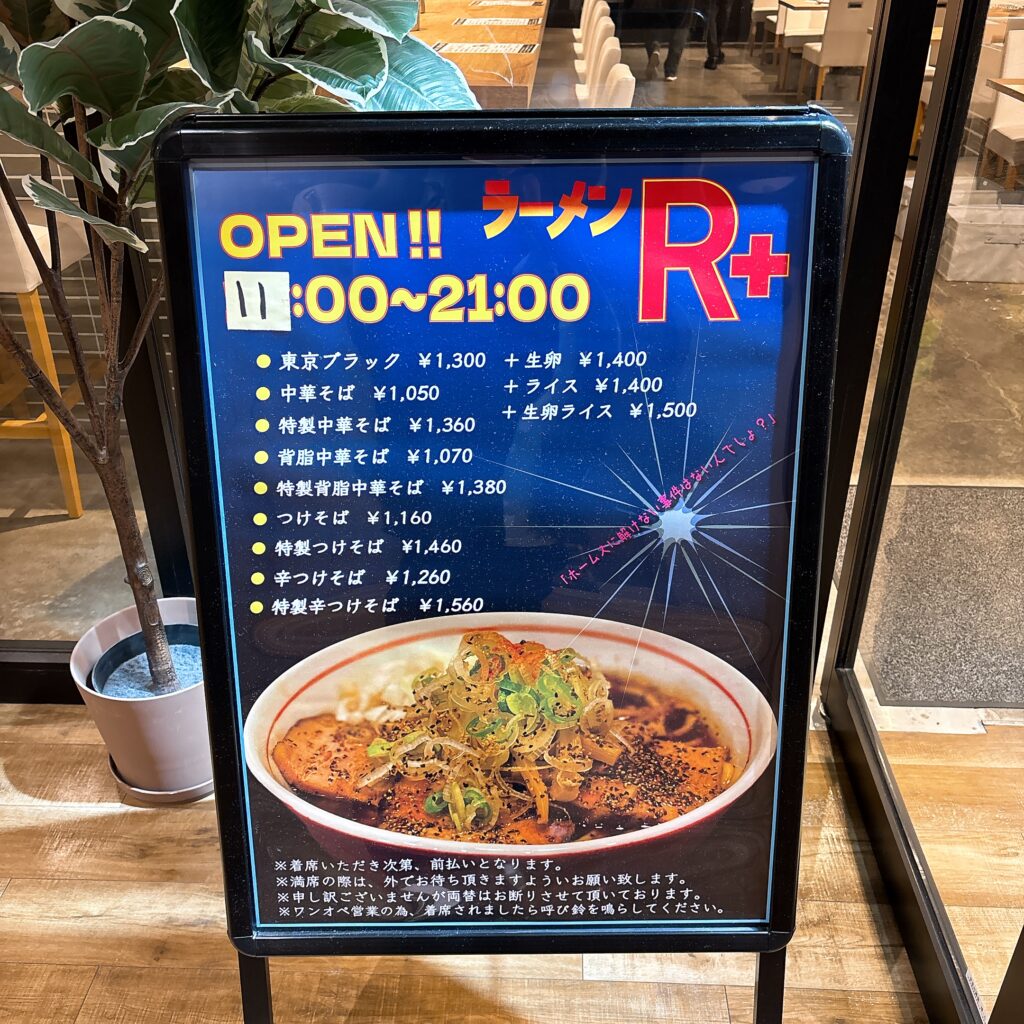 ラーメン R+
OPEN!!
11:00~21:00
● 東京ブラック ¥1,300 +生卵 ¥1,400
+ライス ¥1,400
+生卵ライス ¥1,500
● 中華そば ¥1,050
● 特製中華そば ¥1,360
● 背脂中華そば ¥1,070
● 特製背脂中華そば ¥1,380
● つけそば ¥1,160
● 特製つけそば ¥1,460
● 辛つけそば ¥1,260
● 特製辛つけそば ¥1,560
「ホームズに解けない事件はないんでしょ？」
※着席いただき次第、前払いとなります。
※満席の際は、外でお待ち頂きますよういお願い致します。
※申し訳ございませんが両替はお断りさせて頂いております。
※ワンオペ営業の為、着席されましたら呼び鈴を鳴らしてください。